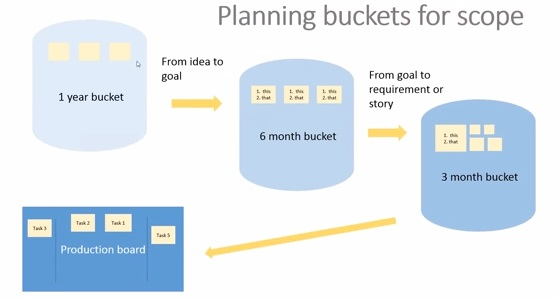 Planning buckets for scope
1 year bucket
From idea to
goal
1. this
2. that
1. this
2. that
1. this
2. that
6 month bucket
From goal to
requirement or
story
1. this
2. that
3 month bucket
Task 3
Task 2
Task 1
Task 5
Production board